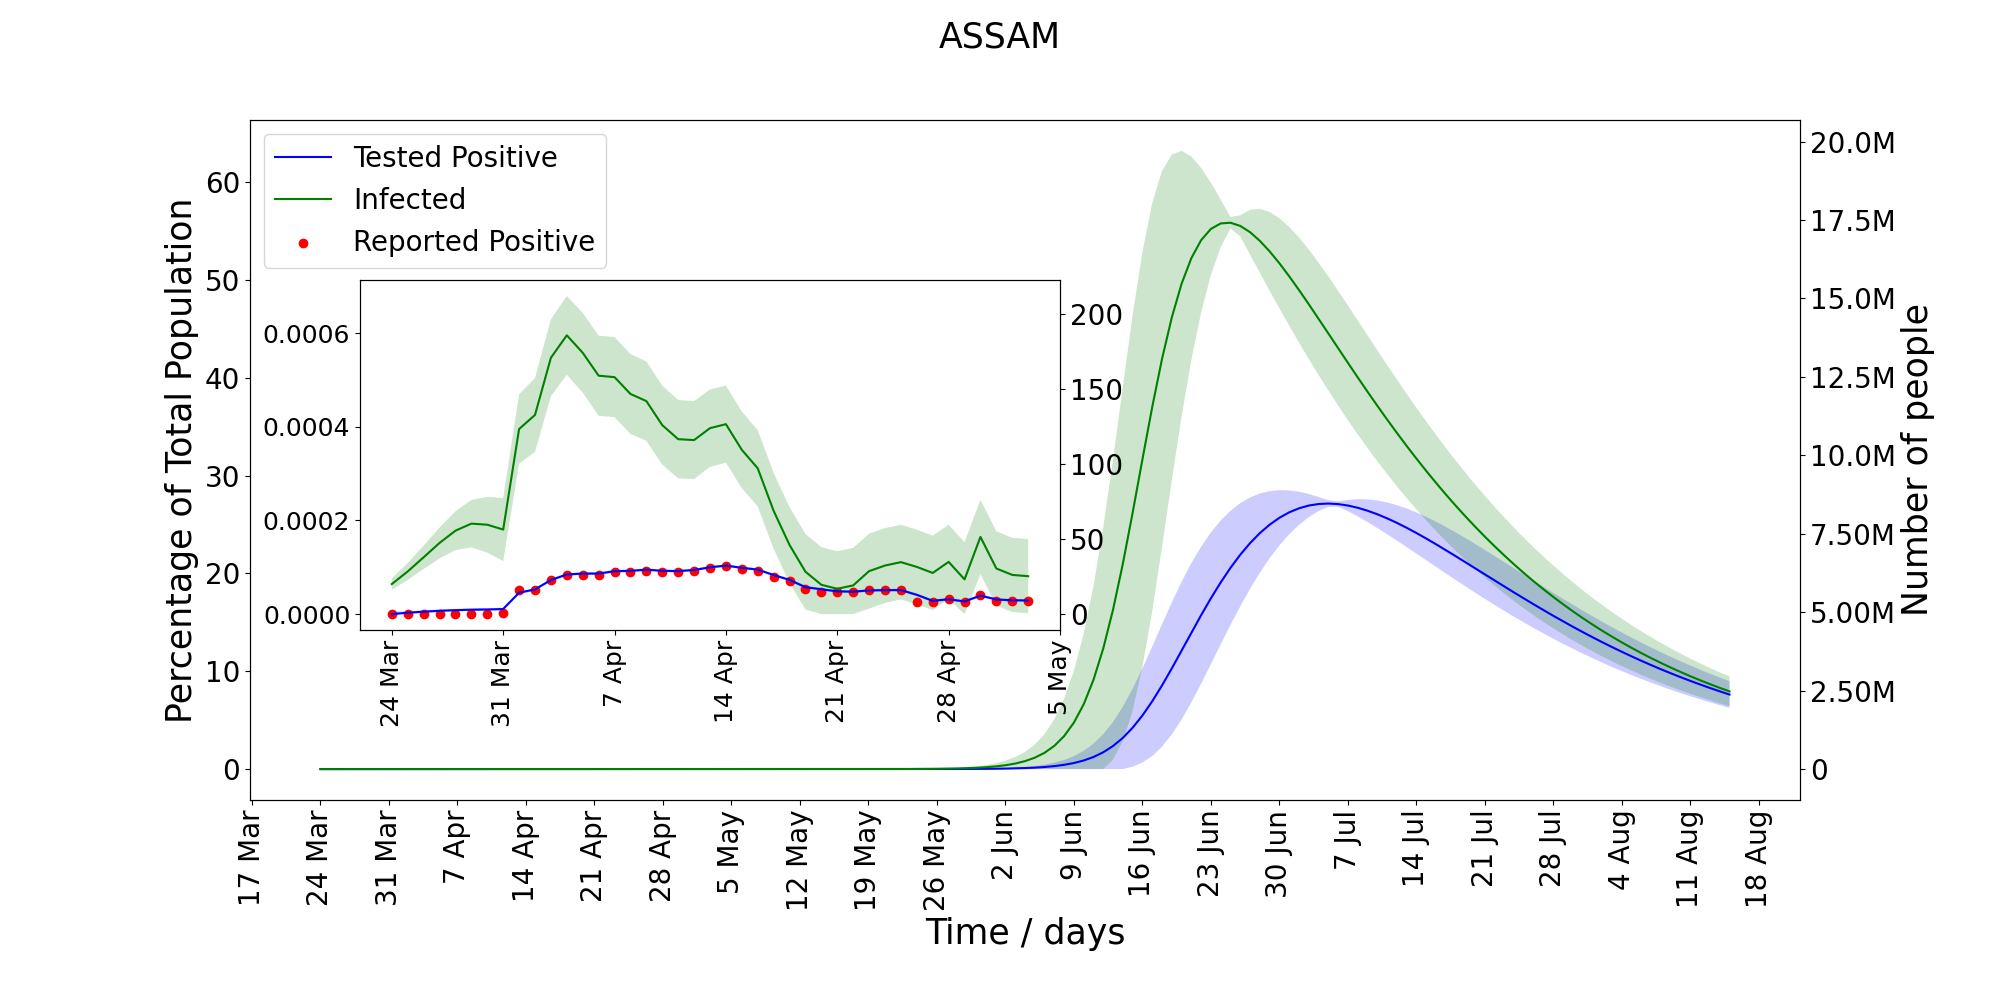 ASSAM
Tested Positive
Infected
Reported Positive
Percentage of Total Population
60
50
40
30
20
10
0
20.0M
17.5M
15.0M
12.5M
10.0M
7.50M
5.00M
2.50M
0
Number of people
0.0006
0.0004
0.0002
0.0000
200
150
100
50
0
24 Mar
31 Mar
7 Apr
14 Apr
21 Apr
28 Apr
5 May
17 Mar
24 Mar
31 Mar
7 Apr
14 Apr
21 Apr
28 Apr
5 May
12 May
19 May
26 May
2 Jun
9 Jun
16 Jun
23 Jun
30 Jun
7 Jul
14 Jul
21 Jul
28 Jul
4 Aug
11 Aug
18 Aug
Time / days